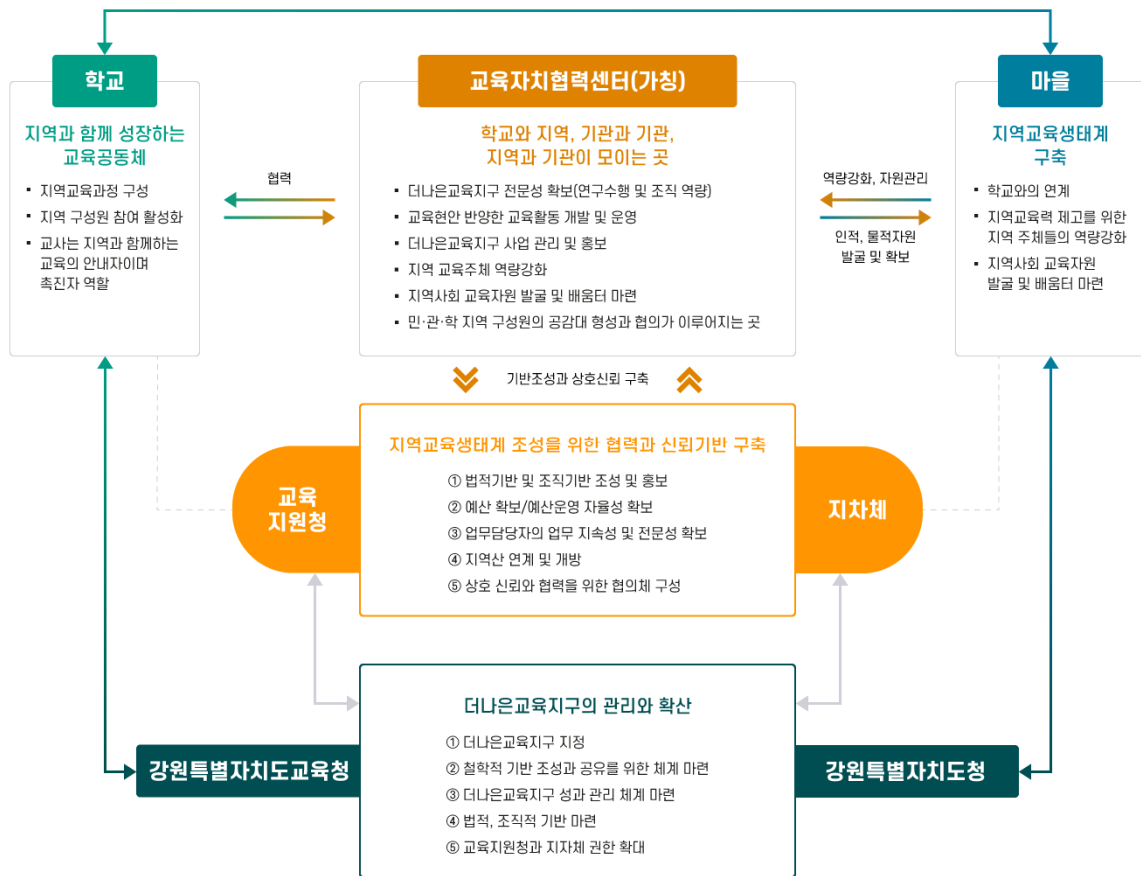 학교
지역과 함께 성장하는
교육공동체
▪ 지역교육과정 구성
▪ 지역 구성원 참여 활성화
▪ 교사는 지역과 함께하는
교육의 안내자이며
촉진자 역할
협력
교육자치협력센터(가칭)
학교와 지역, 기관과 기관,
지역과 기관이 모이는 곳
▪ 더나은교육지구 전문성 확보(연구수행 및 조직 역량)
▪ 교육현안 반양한 교육활동 개발 및 운영
▪ 더나은교육지구 사업 관리 및 홍보
▪ 지역 교육주체 역량강화
▪ 지역사회 교육자원 발굴 및 배움터 마련
▪ 민·관·학 지역 구성원의 공감대 형성과 협의가 이루어지는 곳
역량강화, 자원관리
인적, 물적자원
발굴 및 확보
마을
지역교육생태계
구축
▪ 학교와의 연계
▪ 지역교육력 제고를 위한
지역 주체들의 역량강화
▪ 지역사회 교육자원
발굴 및 배움터 마련
기반조성과 상호신뢰 구축
교육
지원청
지역교육생태계 조성을 위한 협력과 신뢰기반 구축
① 법적기반 및 조직기반 조성 및 홍보
② 예산 확보/예산운영 자율성 확보
③ 업무담당자의 업무 지속성 및 전문성 확보
④ 지역산 연계 및 개방
⑤ 상호 신뢰와 협력을 위한 협의체 구성
지차체
강원특별자치도교육청
더나은교육지구의 관리와 확산
① 더나은교육지구 지정
② 철학적 기반 조성과 공유를 위한 체계 마련
③ 더나은교육지구 성과 관리 체계 마련
④ 법적, 조직적 기반 마련
⑤ 교육지원청과 지자체 권한 확대
강원특별자치도청